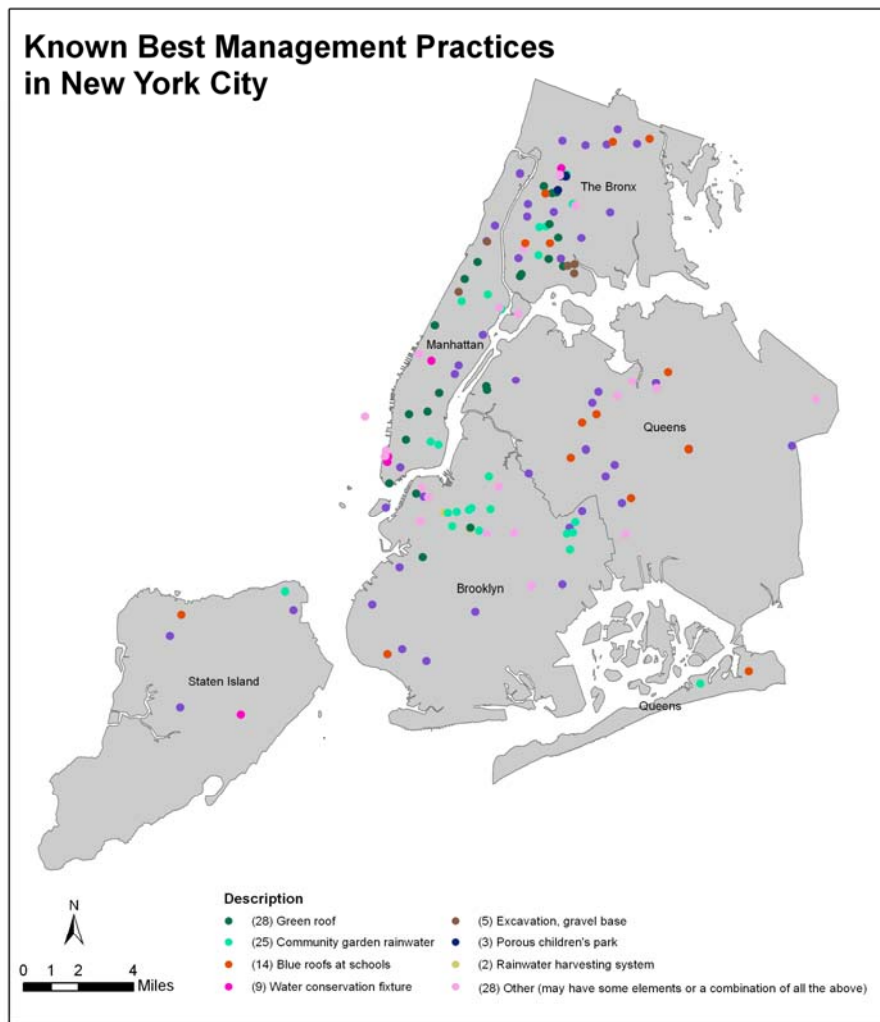 Known Best Management Practices
in New York City
The Bronx
Manhattan
Queens
Brooklyn
Staten Island
Queens
Description
(28) Green roof
(25) Community garden rainwater
(14) Blue roofs at schools
(9) Water conservation fixture
(5) Excavation, gravel base
(3) Porous children's park
(2) Rainwater harvesting system
(28) Other (may have some elements or a combination of all the above)
N
0 1 2 4
Miles